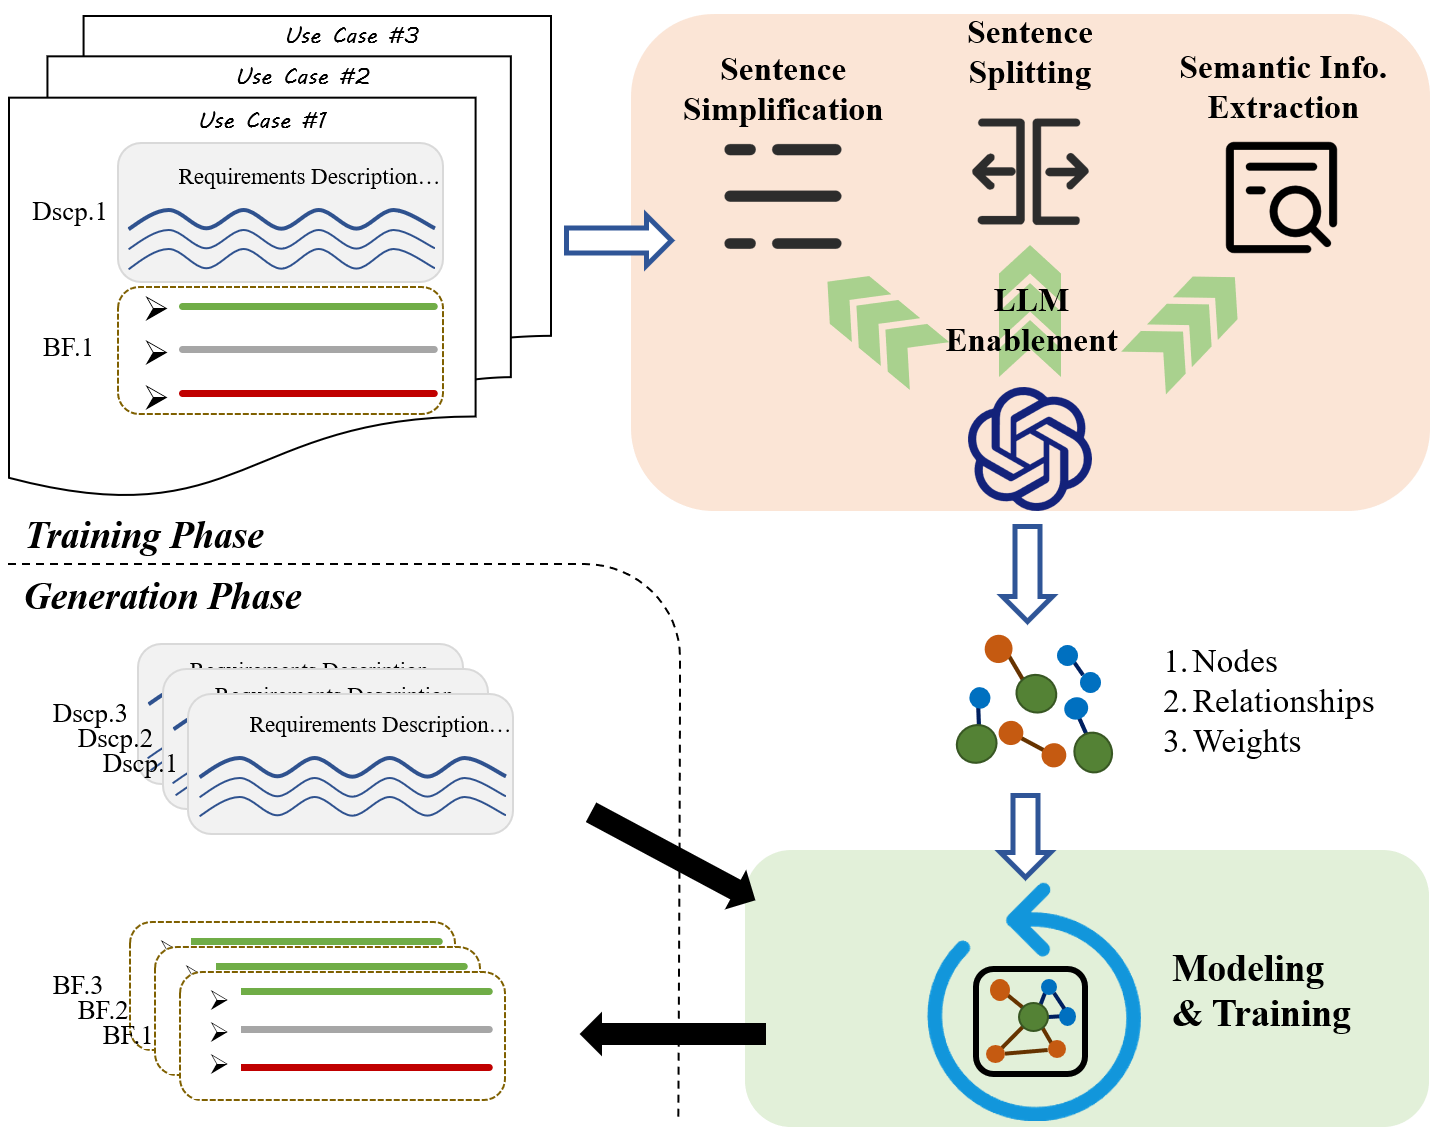 Use Case #3
Use Case #2
Use Case #1
Requirements Description...
Dscp.1
BF.1
Sentence
Simplification
Sentence
Splitting
Semantic Info.
Extraction
LLM
Enablement
Training Phase
Generation Phase
1. Nodes
2. Relationships
3. Weights
Requirements Description
Requirements Description
Requirements Description...
Dscp.3
Dscp.2
Dscp.1
BF.3
BF.2
BF.1
Modeling
& Training